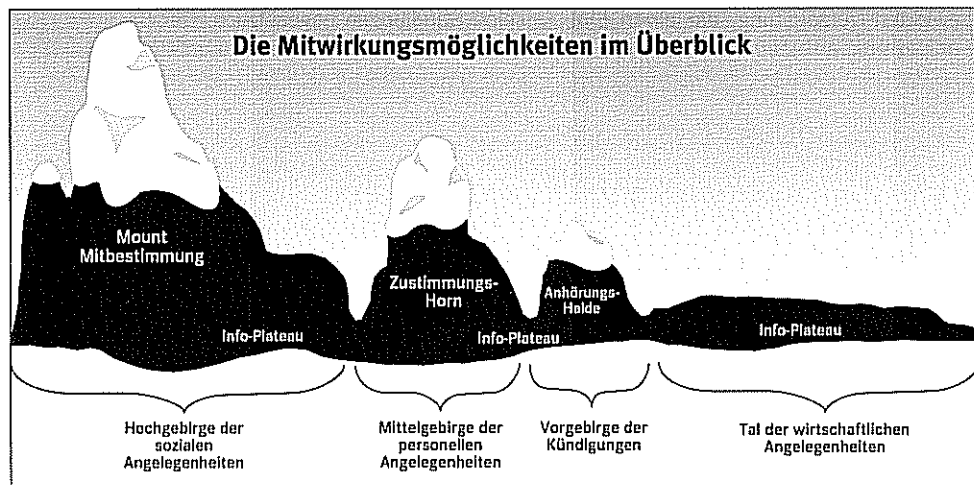 Die Mitwirkungsmöglichkeiten im Überblick
Mount
Mitbestimmung
Zustimmungs-
Horn
Anhörungs-
Halde
Info-Plateau
Info-Plateau
Info-Plateau
Hochgebirge der
sozialen
Angelegenheiten
Mittelgebirge der
personellen
Angelegenheiten
Vorgebirge der
Kündigungen
Tal der wirtschaftlichen
Angelegenheiten